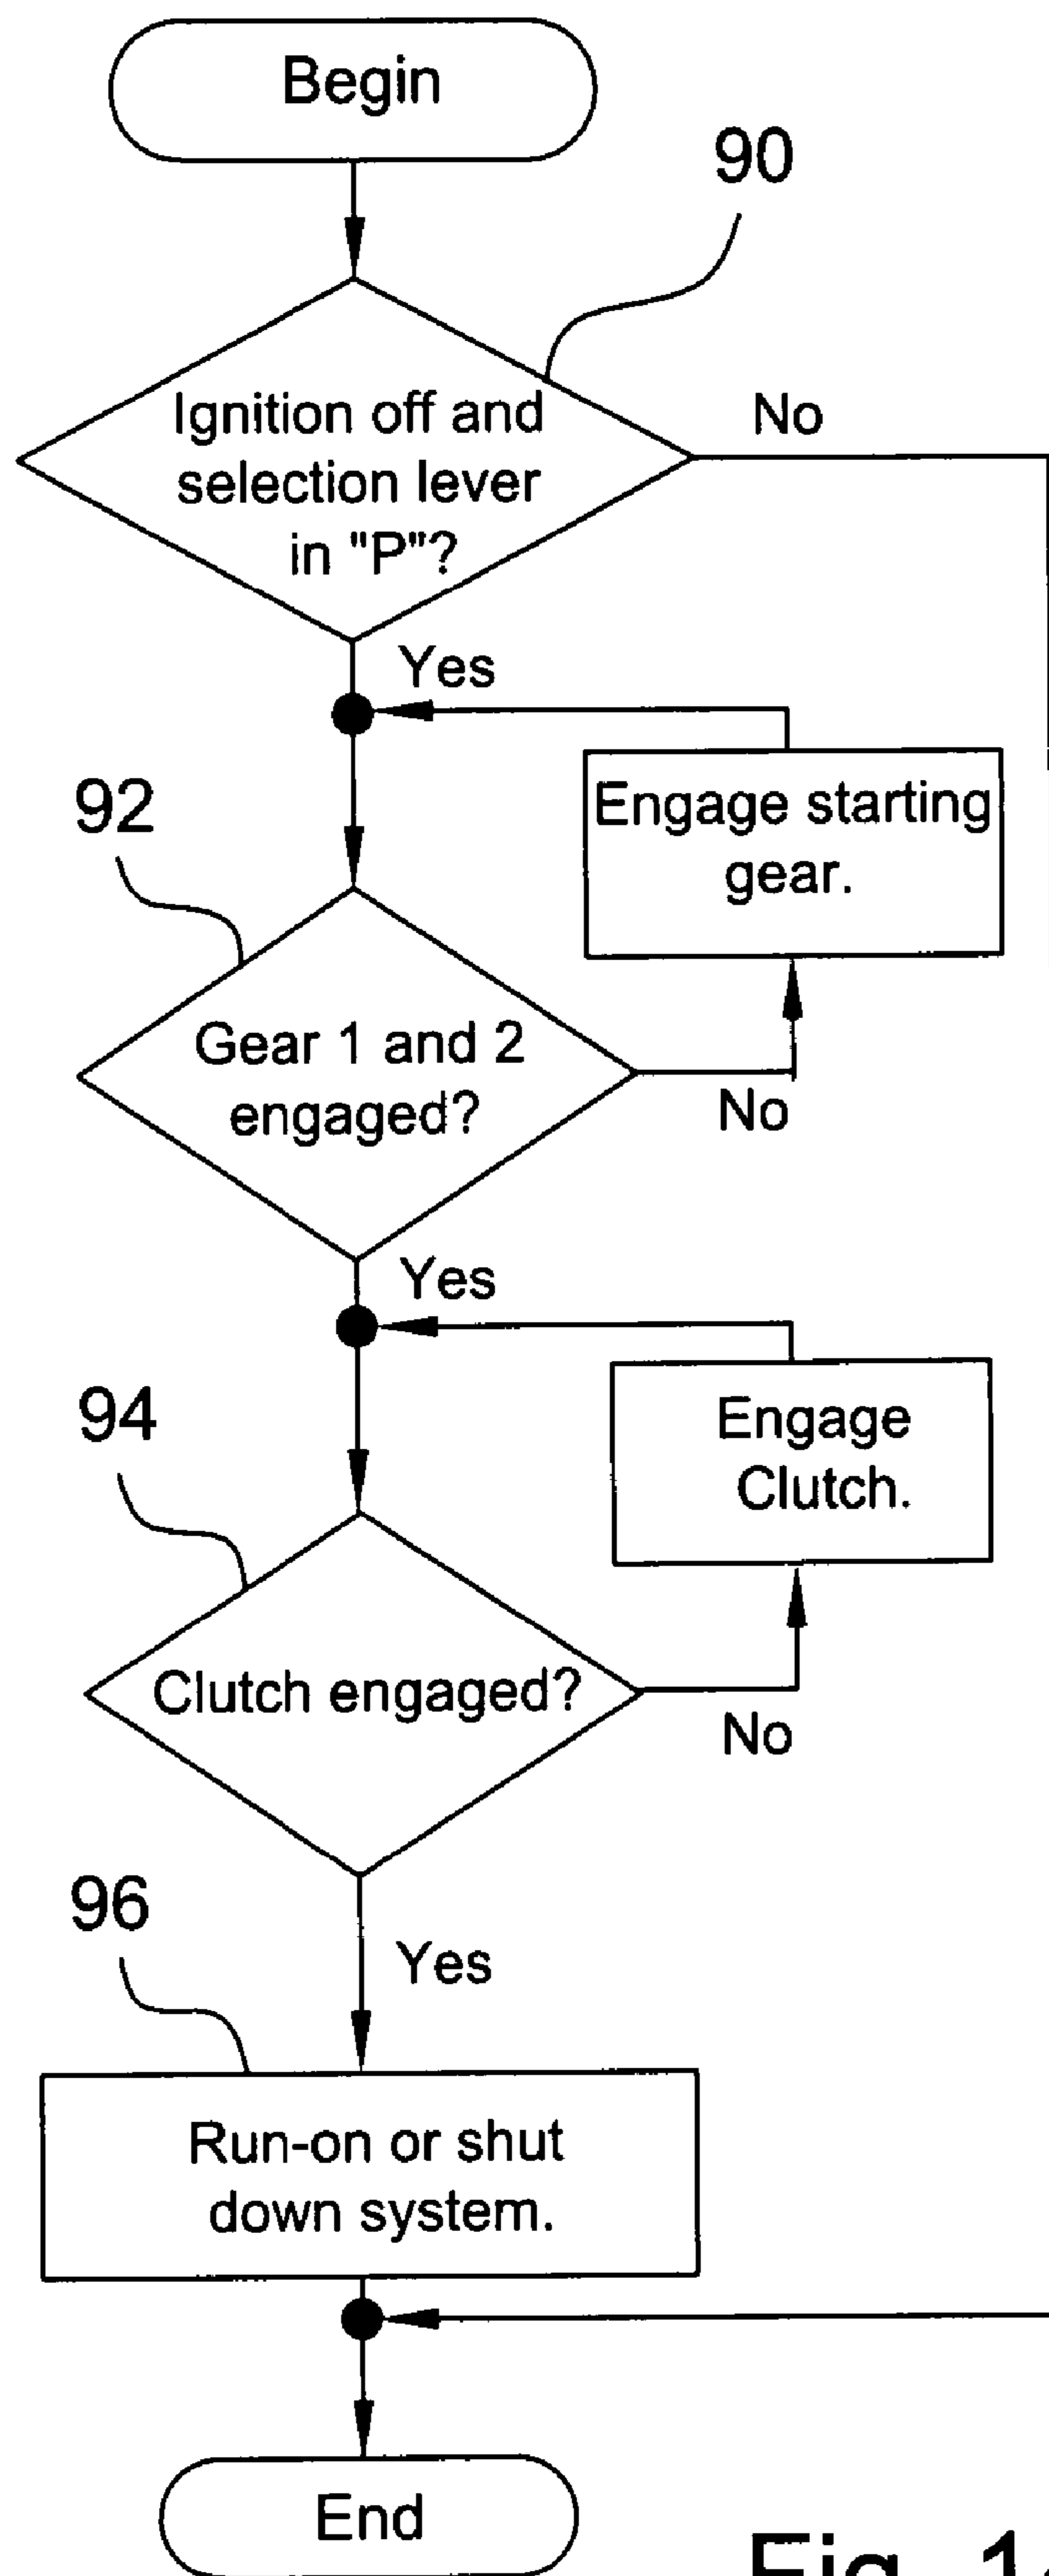 Begin
90
Ignition off and
selection lever
in "P"?
No
Yes
Engage starting
gear.
92
Gear 1 and 2
engaged?
No
Yes
Engage
Clutch.
94
Clutch engaged?
No
96
Yes
Run-on or shut
down system.
End
Fig.